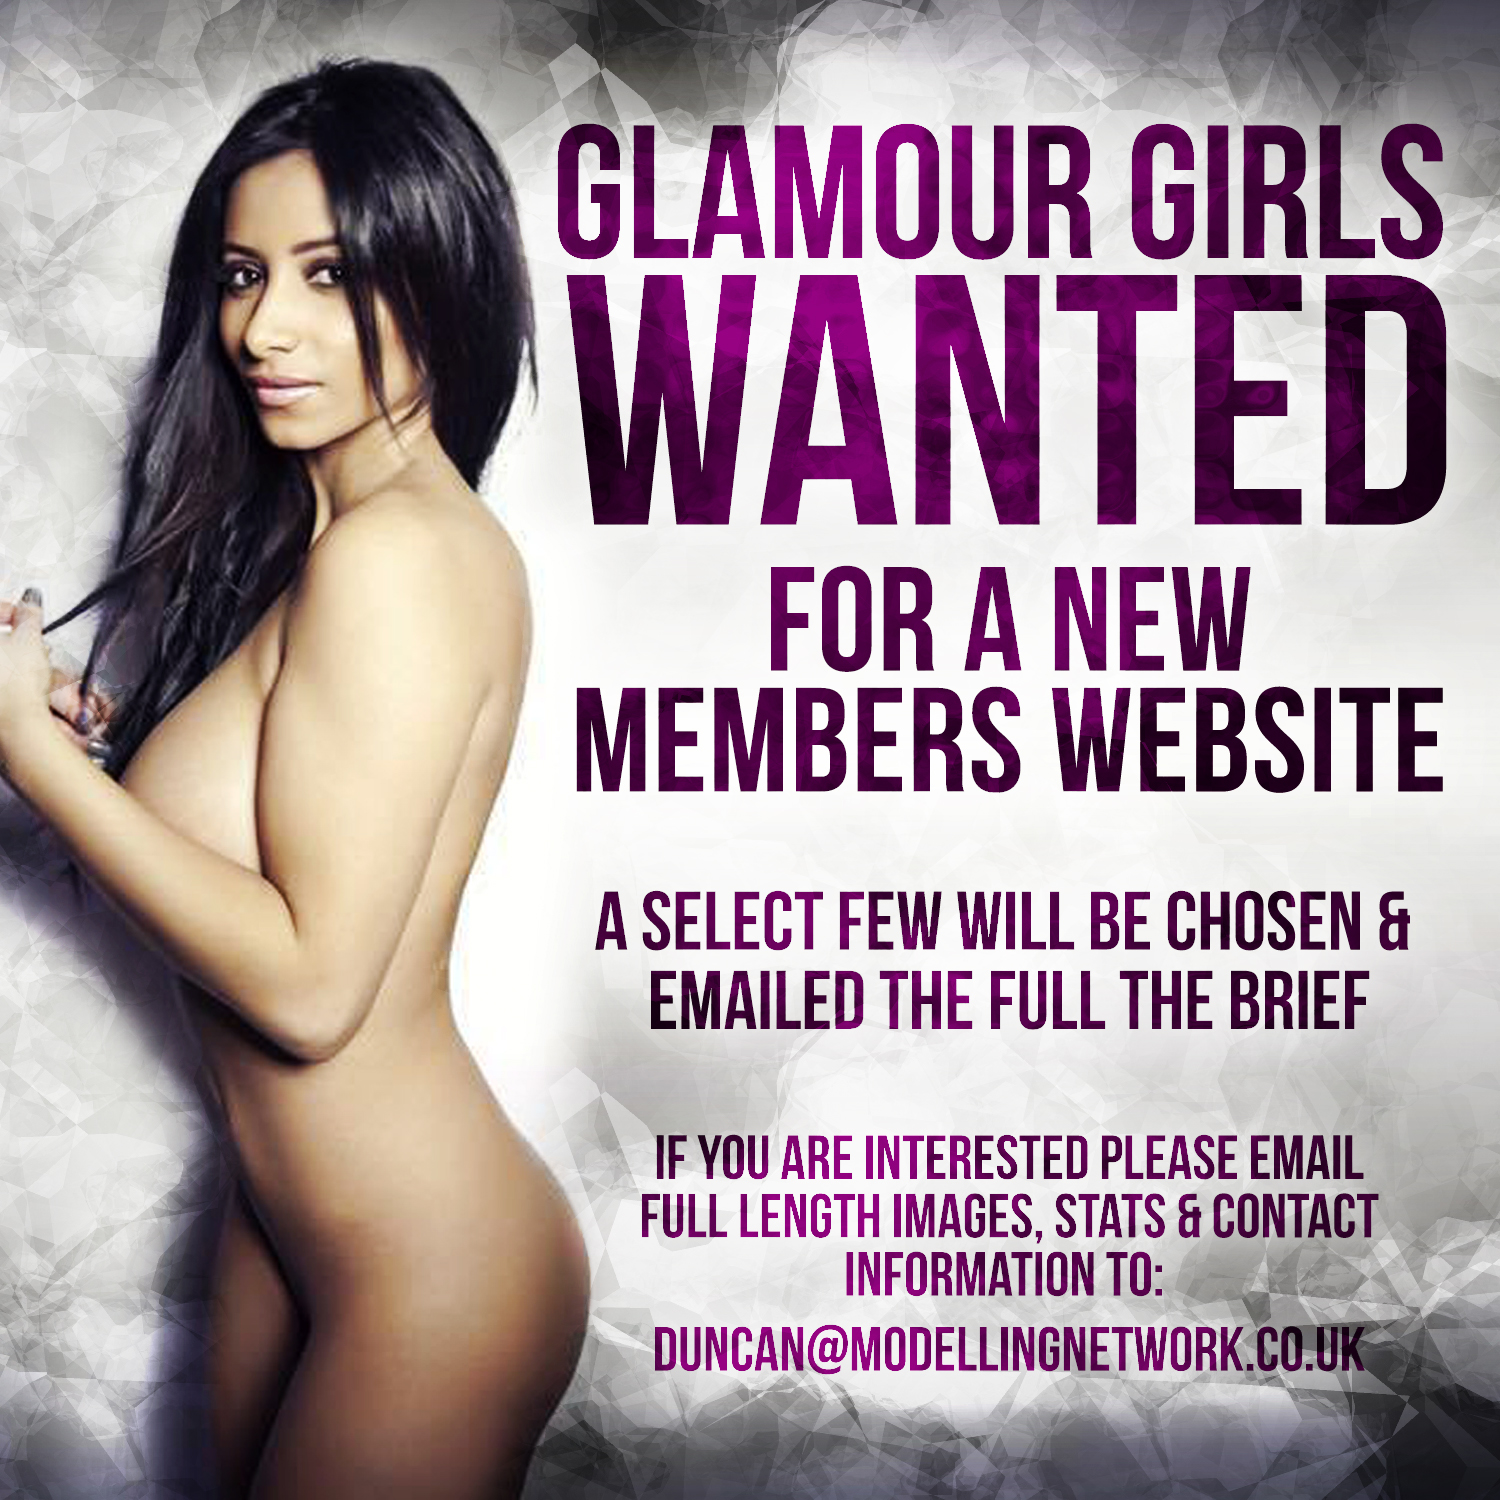 GLAMOUR GIRLS
WANTED
FOR A NEW
MEMBERS WEBSITE
A SELECT FEW WILL BE CHOSEN &
EMAILED THE FULL THE BRIEF
IF YOU ARE INTERESTED PLEASE EMAIL
FULL LENGTH IMAGES, STATS & CONTACT
INFORMATION TO:
DUNCAN@MODELLINGNETWORK.CO.UK